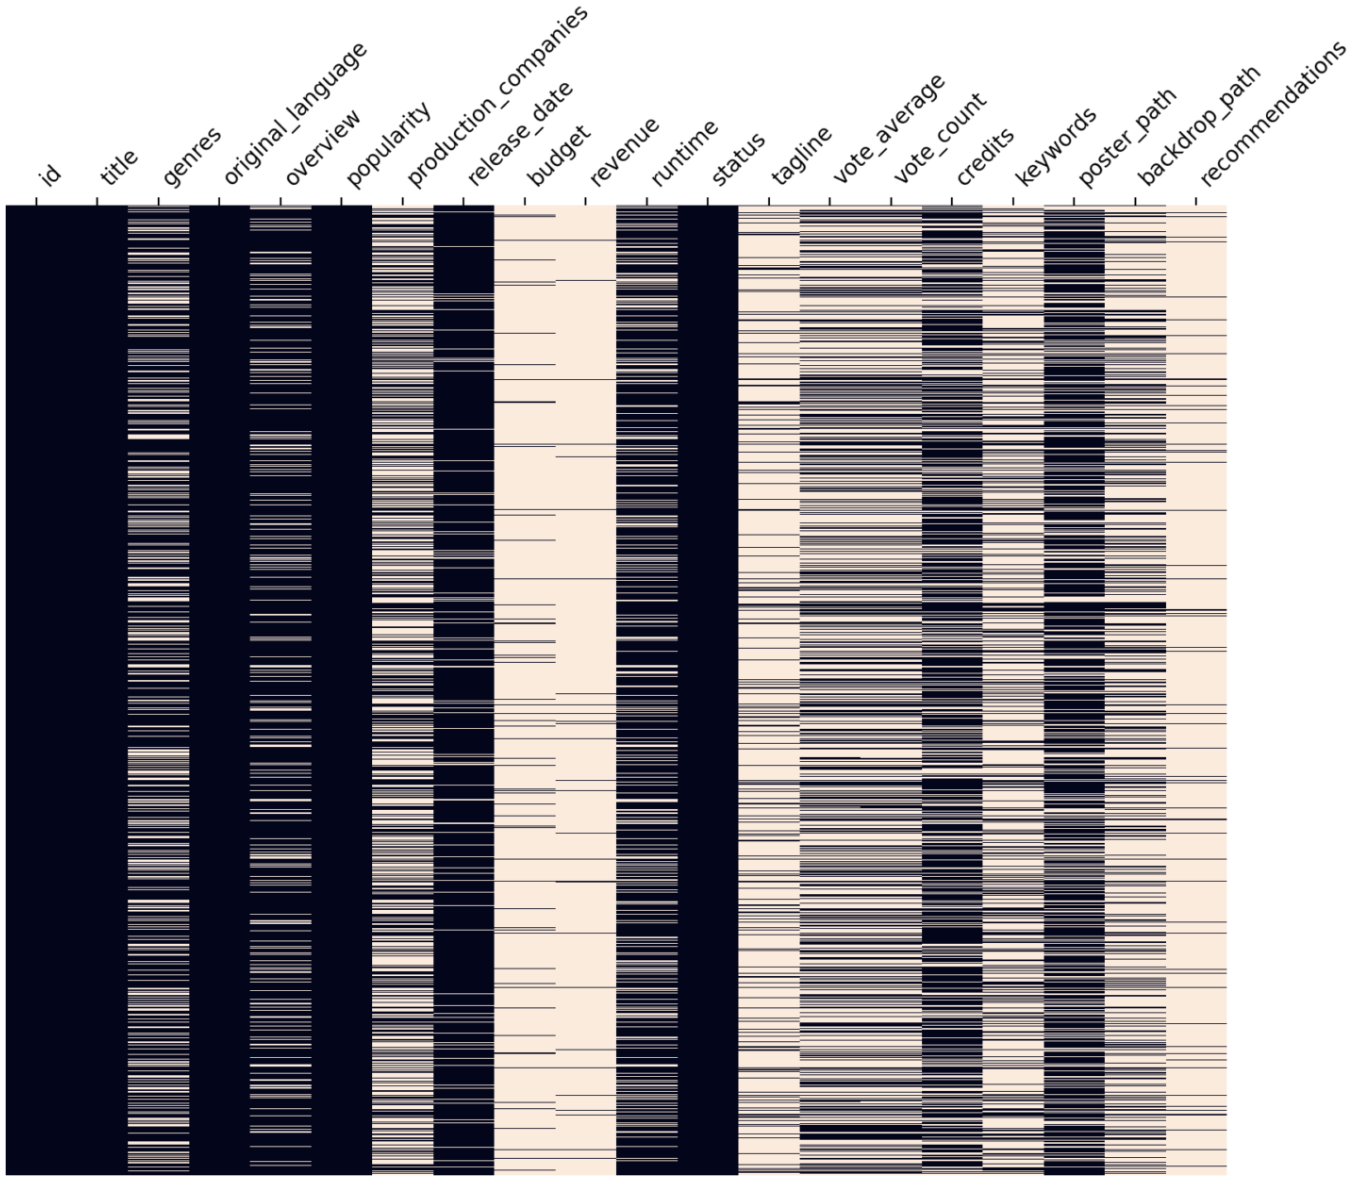 id
title
genres
original_language
overview
popularity
production_companies
release_date
budget
revenue
runtime
status
tagline
vote_average
vote_count
credits
keywords
poster_path
backdrop_path
recommendations